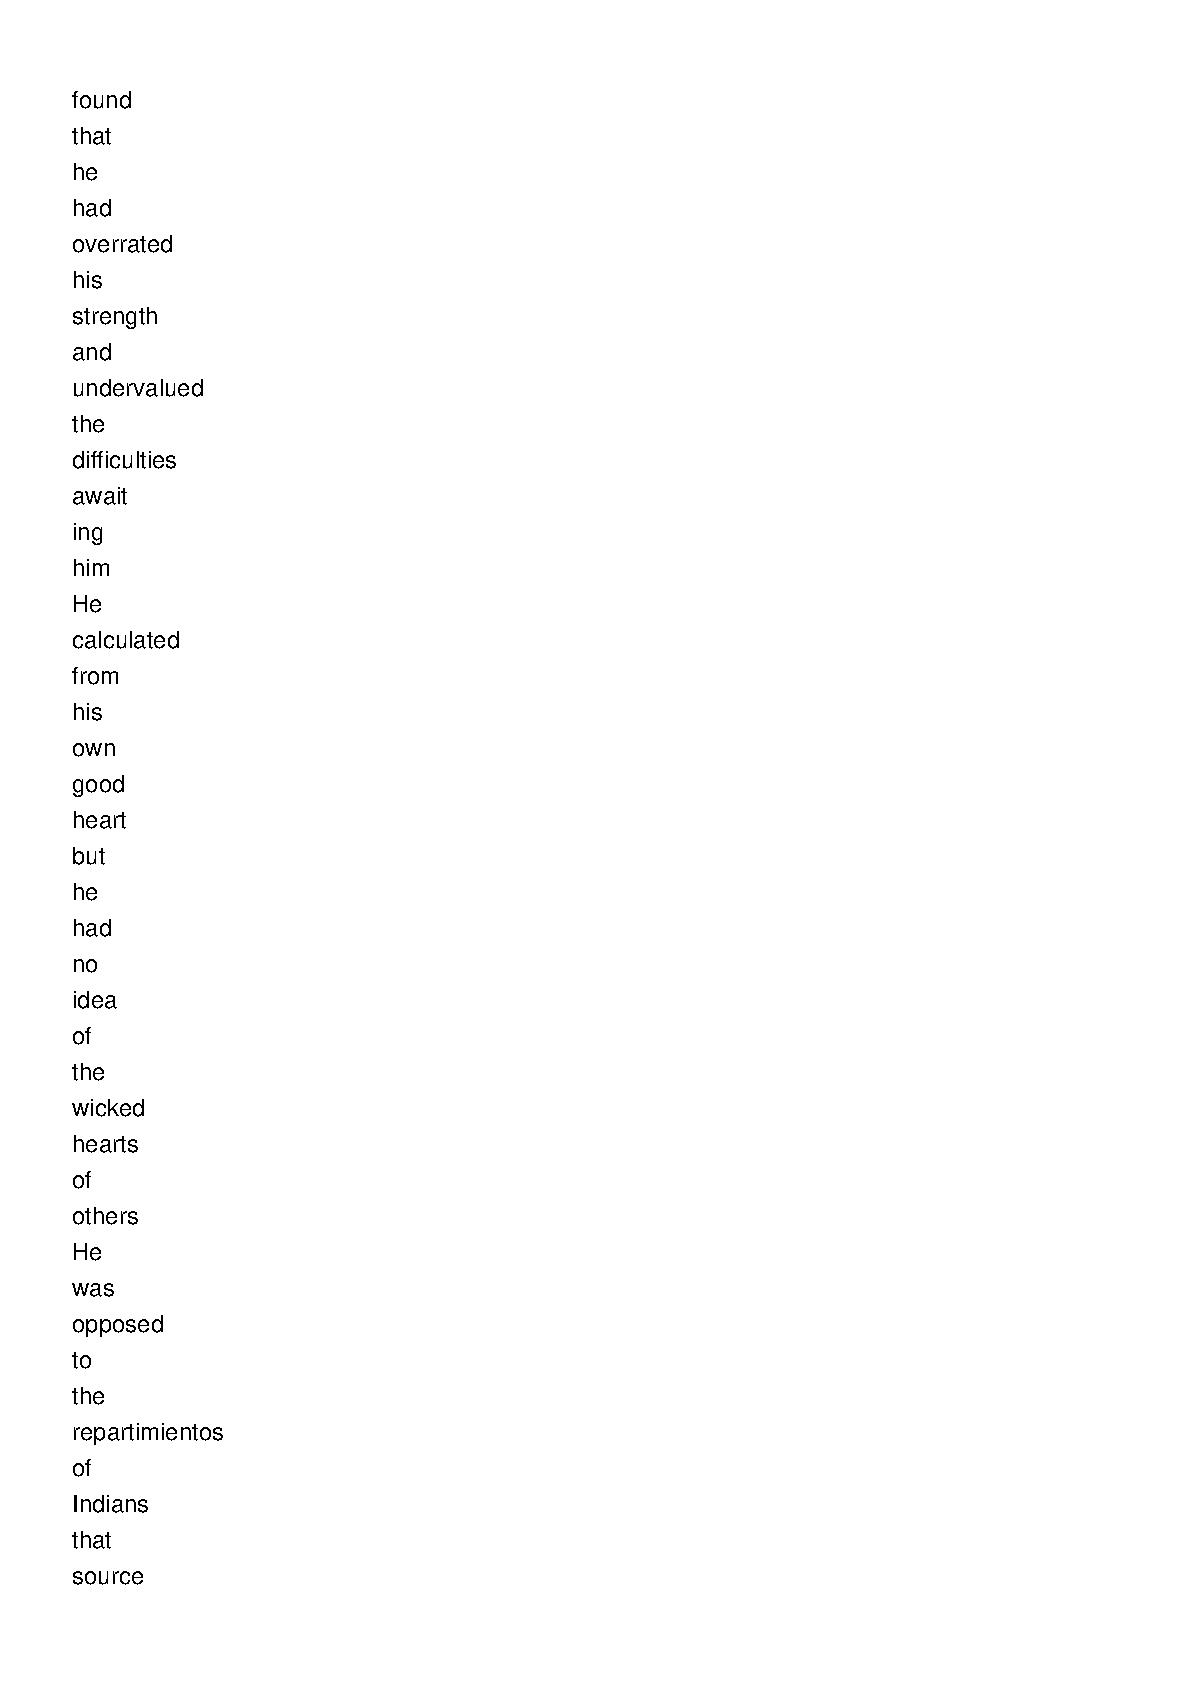 found
that
he
had
overrated
his
strength
and
undervalued
the
difficulties
await
ing
him
He
calculated
from
his
own
good
heart
but
he
had
no
idea
of
the
wicked
hearts
of
others
He
was
opposed
to
the
repartimientos
of
Indians
that
source